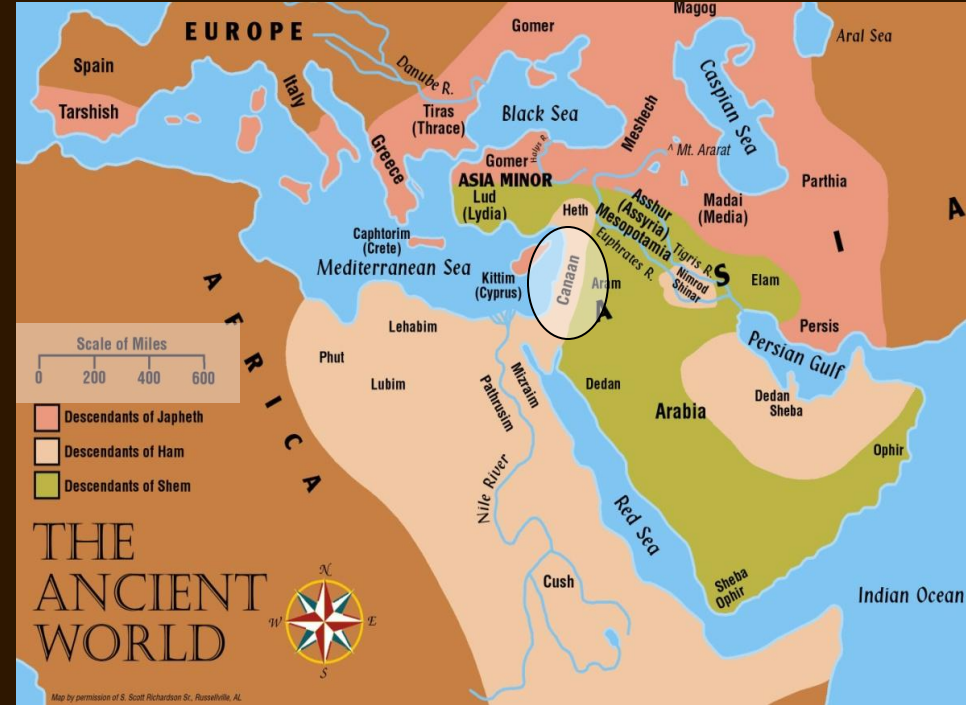 Magog
Gomer
EUROPE
Aral Sea
Spain
Danube R.
Caspian Sea
Italy
Tarshish
Tiras
(Thrace)
Black Sea
Meshech
Greece
Halys R.
Gomer
^ Mt. Ararat
ASIA MINOR
Parthia
Lud
(Lydia)
Heth
Asshur
(Assyria)
Mesopotamia
Madai
(Media)
A
S
I
A
Caphtorim
(Crete)
Mediterranean Sea
Kittim
(Cyprus)
Canaan
Aram
Euphrates R.
Tigris R.
Nimrod
Shinar
Elam
AFRICA
Lehabim
Persis
Persian Gulf
Scale of Miles
0 200 400 600
Phut
Lubim
Mizraim
Pathrusim
Dedan
Arabia
Dedan
Sheba
Descendants of Japheth
Descendants of Ham
Descendants of Shem
Ophir
Nile River
Red Sea
THE
ANCIENT
WORLD
N
W E
S
Cush
Sheba
Ophir
Indian Ocean
Map by permission of S. Scott Richardson Sr., Russellville, AL